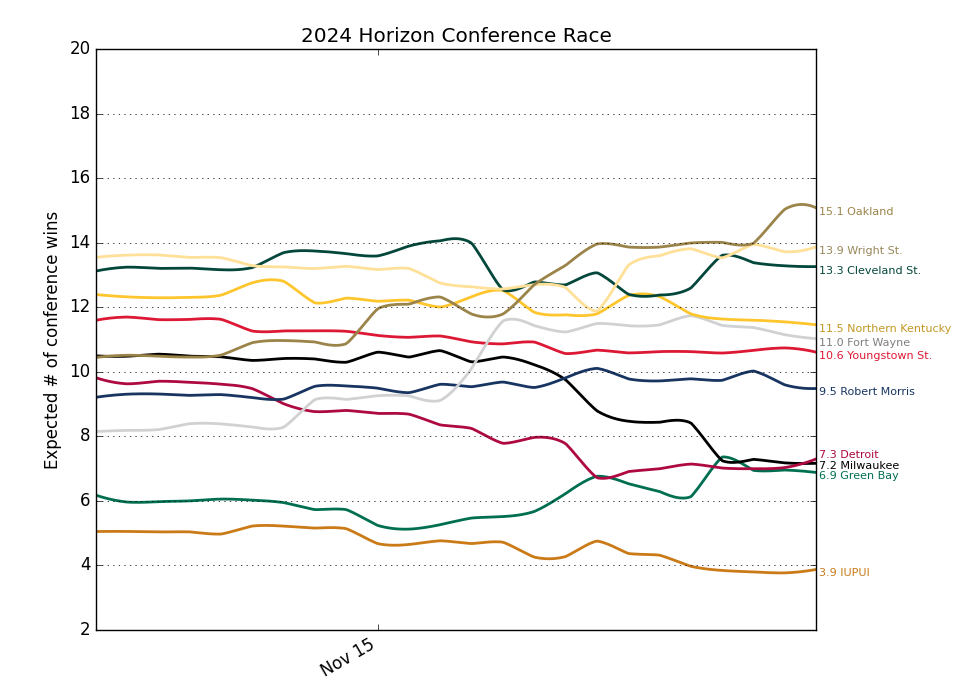 2024 Horizon Conference Race
Expected # of conference wins
20
18
16
14
12
10
8
6
4
2
Nov 15
15.1 Oakland
13.9 Wright St.
13.3 Cleveland St.
11.5 Northern Kentucky
11.0 Fort Wayne
10.6 Youngstown St.
9.5 Robert Morris
7.3 Detroit
7.2 Milwaukee
6.9 Green Bay
3.9 IUPUI